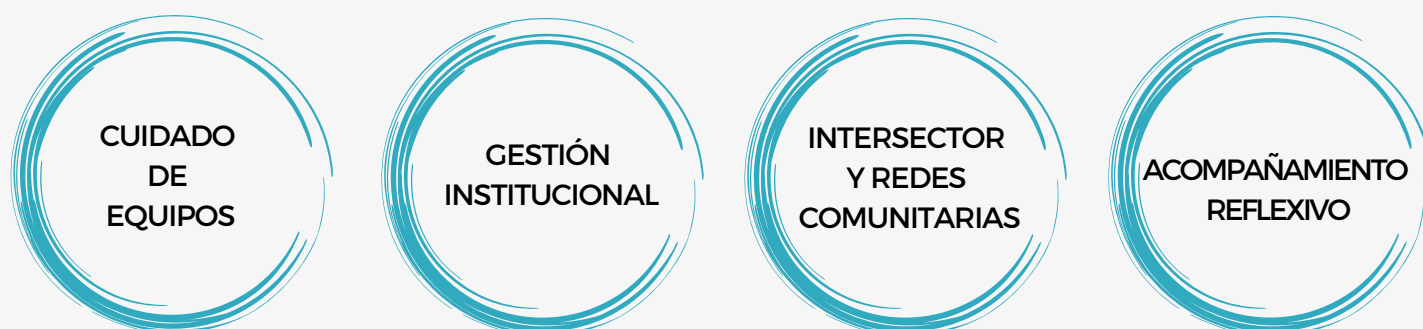 CUIDADO
DE
EQUIPOS
GESTIÓN
INSTITUCIONAL
INTERSECTOR
Y REDES
COMUNITARIAS
ACOMPAÑAMIENTO
REFLEXIVO